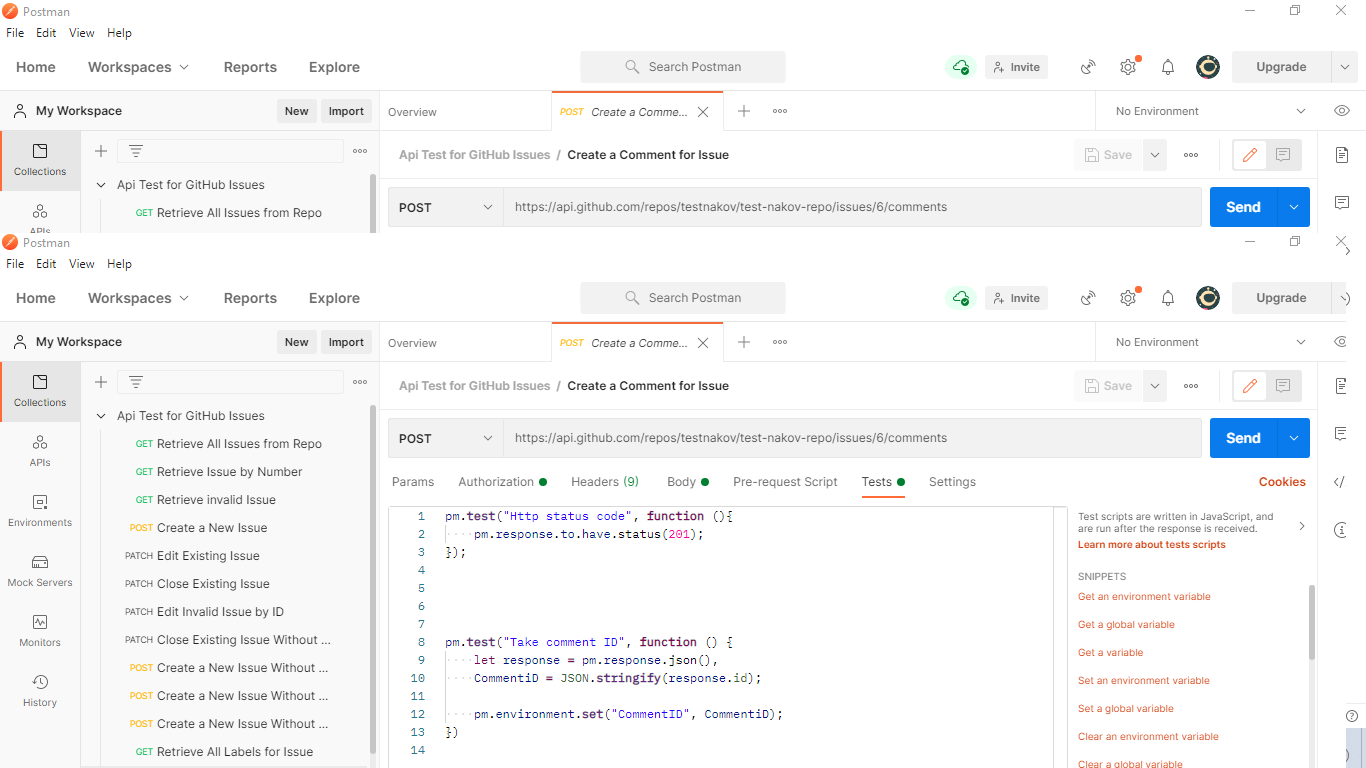 Postman
File Edit View Help
Home Workspaces Reports Explore Search Postman Invite Upgrade
My Workspace New Import Overview POST Create a Comme... No Environment
Collections
Api Test for GitHub Issues / Create a Comment for Issue Save
Api Test for GitHub Issues
POST https://api.github.com/repos/testnakov/test-nakov-repo/issues/6/comments Send
GET Retrieve All Issues from Repo
APIs
Postman
File Edit View Help
Home Workspaces Reports Explore Search Postman Invite Upgrade
My Workspace New Import Overview POST Create a Comme... No Environment
Collections
Api Test for GitHub Issues / Create a Comment for Issue Save
Api Test for GitHub Issues
POST https://api.github.com/repos/testnakov/test-nakov-repo/issues/6/comments Send
GET Retrieve All Issues from Repo
APIs
GET Retrieve Issue by Number
GET Retrieve invalid Issue
Environments
POST Create a New Issue
PATCH Edit Existing Issue
Mock Servers
PATCH Close Existing Issue
PATCH Edit Invalid Issue by ID
Monitors
PATCH Close Existing Issue Without ...
POST Create a New Issue Without ...
History
POST Create a New Issue Without ...
POST Create a New Issue Without ...
GET Retrieve All Labels for Issue
Params Authorization Headers (9) Body Pre-request Script Tests Settings Cookies
1 pm.test("Http status code", function (){
2 ····pm.response.to.have.status(201);
3 });
4
5
6
7
8 pm.test("Take comment ID", function () {
9 ····let response = pm.response.json(),
10 ····CommentiD = JSON.stringify(response.id);
11
12 ····pm.environment.set("CommentID", CommentiD);
13 })
14
Test scripts are written in JavaScript, and
are run after the response is received.
Learn more about tests scripts
SNIPPETS
Get an environment variable
Get a global variable
Get a variable
Set an environment variable
Set a global variable
Clear an environment variable
Clear a global variable